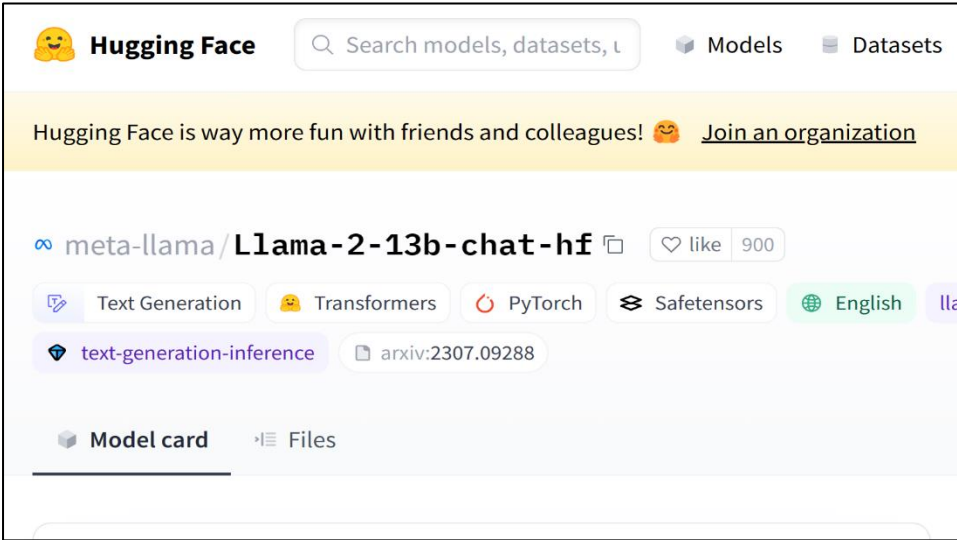 Hugging Face Search models, datasets, u Models Datasets
Hugging Face is way more fun with friends and colleagues! 🤗 Join an organization
meta-llama/Llama-2-13b-chat-hf like 900
Text Generation Transformers PyTorch Safetensors English lla
text-generation-inference arxiv:2307.09288
Model card Files